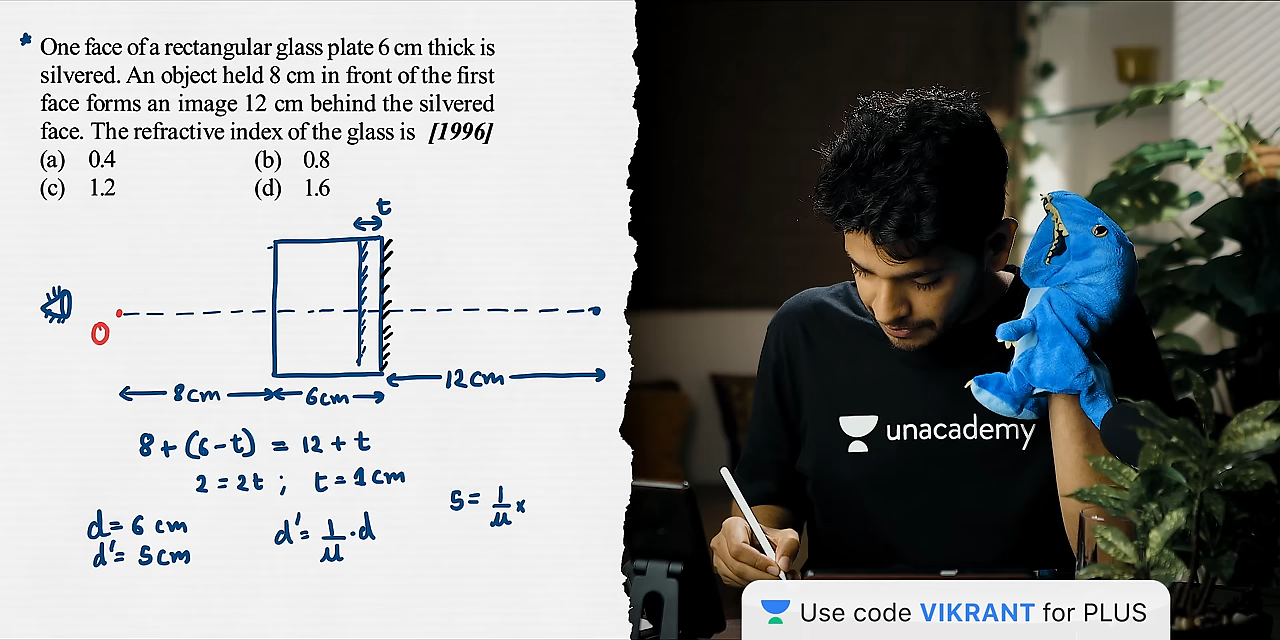 * One face of a rectangular glass plate 6 cm thick is
silvered. An object held 8 cm in front of the first
face forms an image 12 cm behind the silvered
face. The refractive index of the glass is [1996]
(a) 0.4 (b) 0.8
(c) 1.2 (d) 1.6
t
O
8cm 6cm 12cm
8 + (6-t) = 12 + t
2 = 2t ; t = 1 cm
d = 6 cm
d' = 5 cm
d' = 1/μ · d
5 = 1/μ ×
unacademy
PLUS
Use code VIKRANT for PLUS